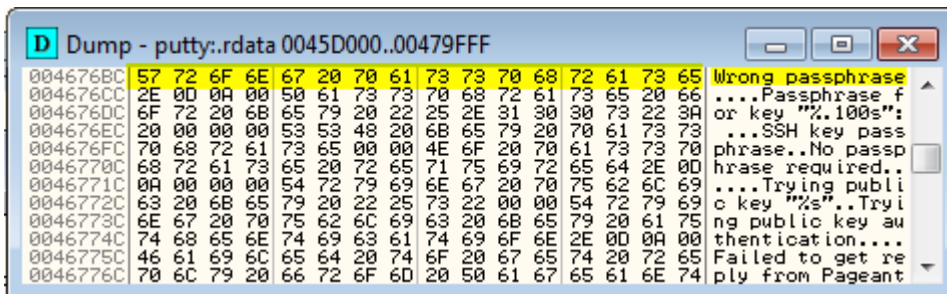 D Dump - putty:.rdata 0045D000..00479FFF
004676BC 57 72 6F 6E 67 20 70 61 73 73 70 68 72 61 73 65 Wrong passphrase
004676CC 2E 0D 0A 00 50 61 73 73 70 68 72 61 73 65 20 66 ....Passphrase f
004676DC 6F 72 20 6B 65 79 20 22 25 2E 31 30 30 73 22 3A or key "%.100s":
004676EC 20 00 00 00 53 53 48 20 6B 65 79 20 70 61 73 73 ...SSH key pass
004676FC 70 68 72 61 73 65 00 00 4E 6F 20 70 61 73 73 70 phrase..No passp
0046770C 68 72 61 73 65 20 72 65 71 75 69 72 65 64 2E 0D hrase required..
0046771C 0A 00 00 00 54 72 79 69 6E 67 20 70 75 62 6C 69 ....Trying publi
0046772C 63 20 6B 65 79 20 22 25 73 22 00 00 54 72 79 69 c key "%s"..Tryi
0046773C 6E 67 20 70 75 62 6C 69 63 20 6B 65 79 20 61 75 ng public key au
0046774C 74 68 65 6E 74 69 63 61 74 69 6F 6E 2E 0D 0A 00 thentication....
0046775C 46 61 69 6C 65 64 20 74 6F 20 67 65 74 20 72 65 Failed to get re
0046776C 70 6C 79 20 66 72 6F 6D 20 50 61 67 65 61 6E 74 ply from Pageant